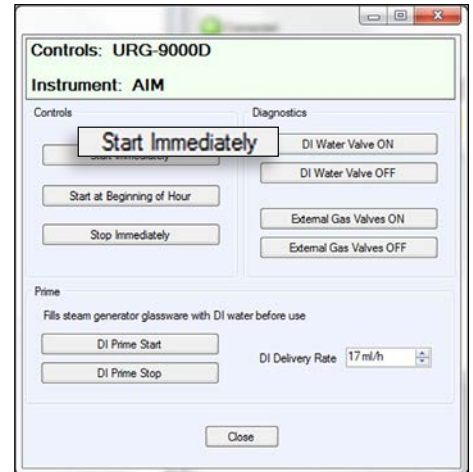 Controls: URG-9000D
Instrument: AIM
Controls
Start Immediately
Start Immediately
Start at Beginning of Hour
Stop Immediately
Diagnostics
DI Water Valve ON
DI Water Valve OFF
External Gas Valves ON
External Gas Valves OFF
Prime
Fills steam generator glassware with DI water before use
DI Prime Start
DI Prime Stop
DI Delivery Rate 17 ml/h
Close